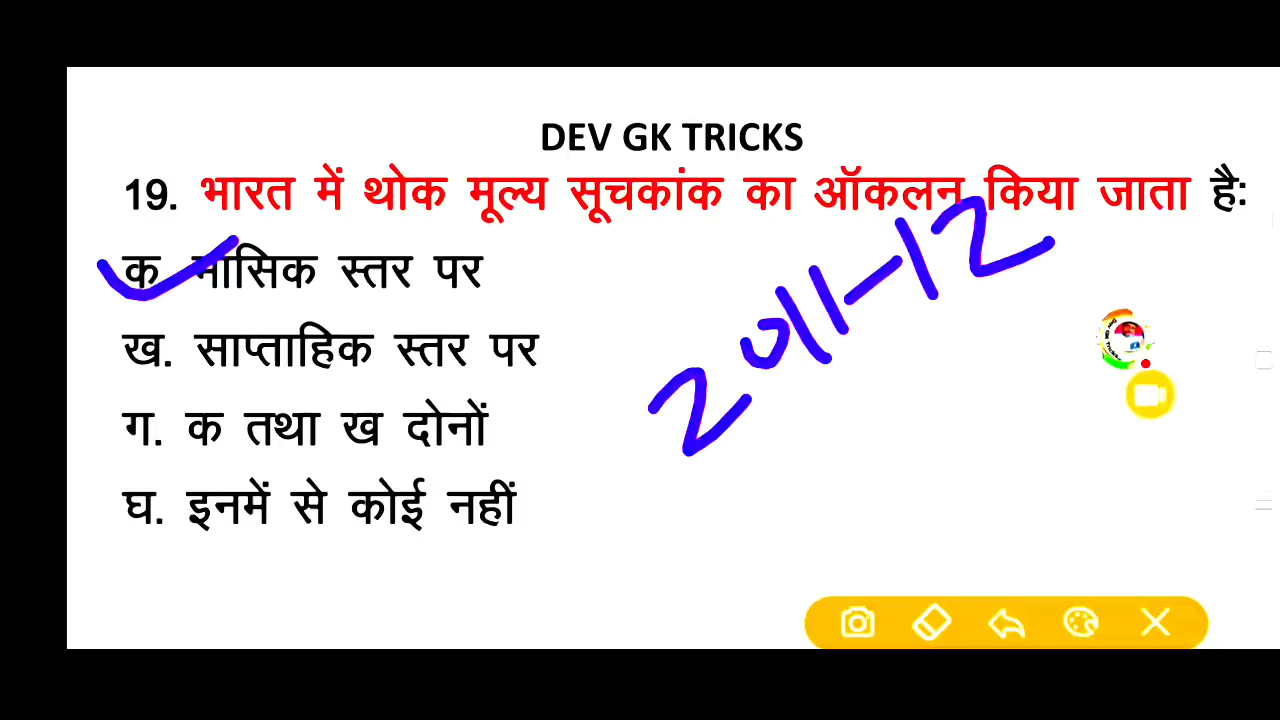 DEV GK TRICKS
19. भारत में थोक मूल्य सूचकांक का ऑकलन किया जाता है:
क मासिक स्तर पर
ख. साप्ताहिक स्तर पर
ग. क तथा ख दोनों
घ. इनमें से कोई नहीं
2011-12